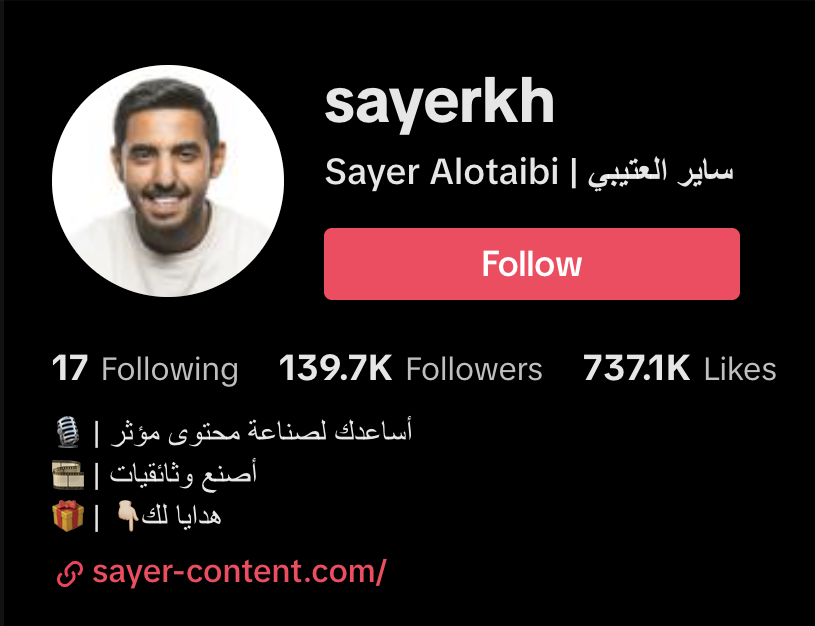 sayerkh
Sayer Alotaibi | ساير العتيبي
Follow
17 Following 139.7K Followers 737.1K Likes
🎙️ | أساعدك لصناعة محتوى مؤثر
🎞️ | أصنع وثائقيات
🎁 | هدايا لك👇🏻
sayer-content.com/